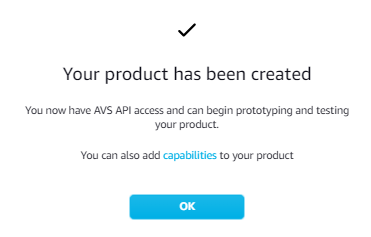 Your product has been created
You now have AVS API access and can begin prototyping and testing
your product.
You can also add capabilities to your product
OK